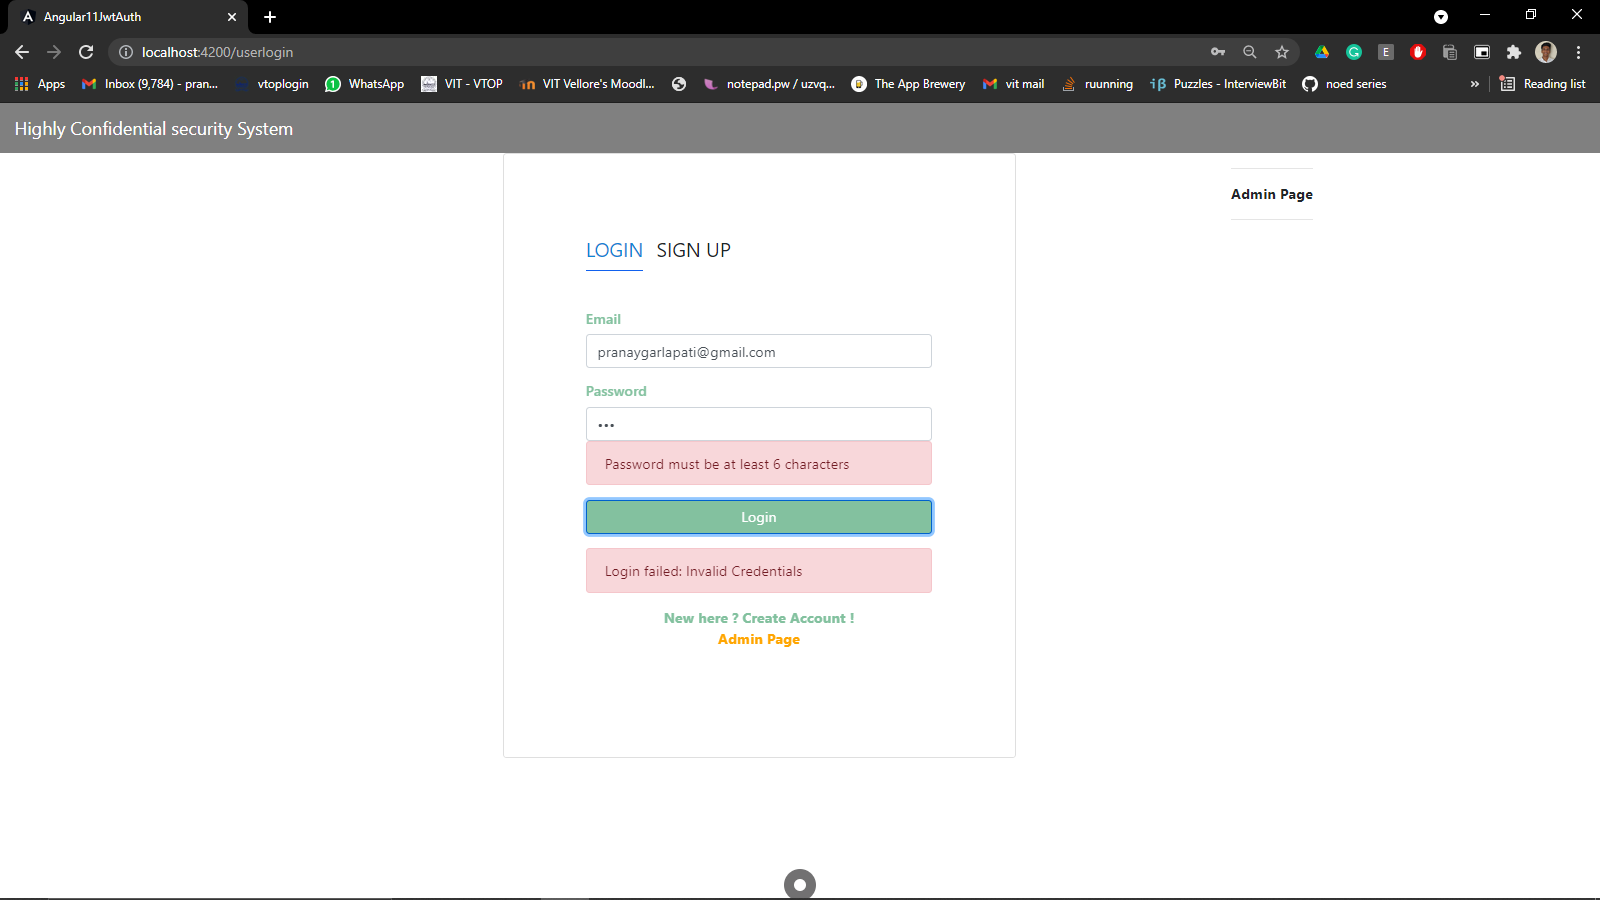 Angular11JwtAuth
localhost:4200/userlogin
Apps
Inbox (9,784) - pran...
vtoplogin
WhatsApp
VIT - VTOP
VIT Vellore's Moodl...
notepad.pw / uzvq...
The App Brewery
vit mail
ruunning
Puzzles - InterviewBit
noed series
»
Reading list
Highly Confidential security System
Admin Page
LOGIN SIGN UP
Email
pranaygarlapati@gmail.com
Password
•••
Password must be at least 6 characters
Login
Login failed: Invalid Credentials
New here ? Create Account !
Admin Page